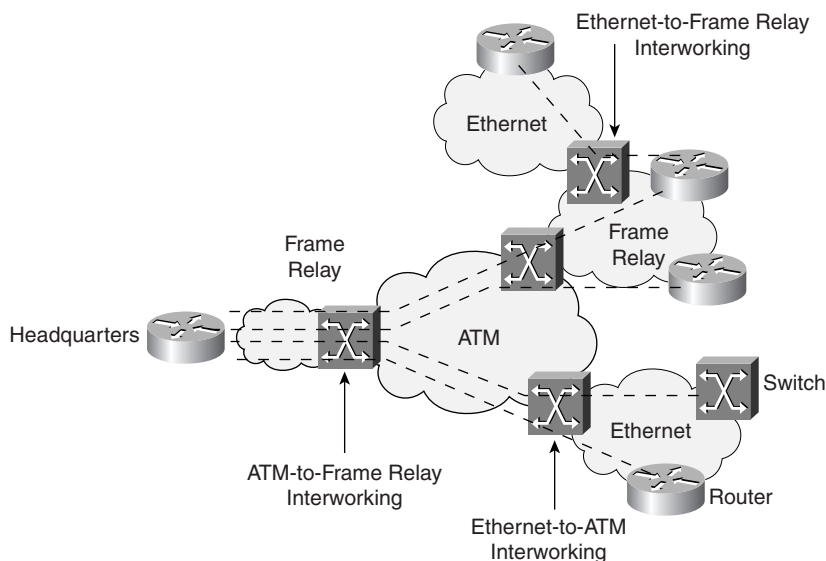 Ethernet-to-Frame Relay
Interworking
Ethernet
Frame
Relay
Frame
Relay
Headquarters
ATM
Switch
Ethernet
ATM-to-Frame Relay
Interworking
Router
Ethernet-to-ATM
Interworking